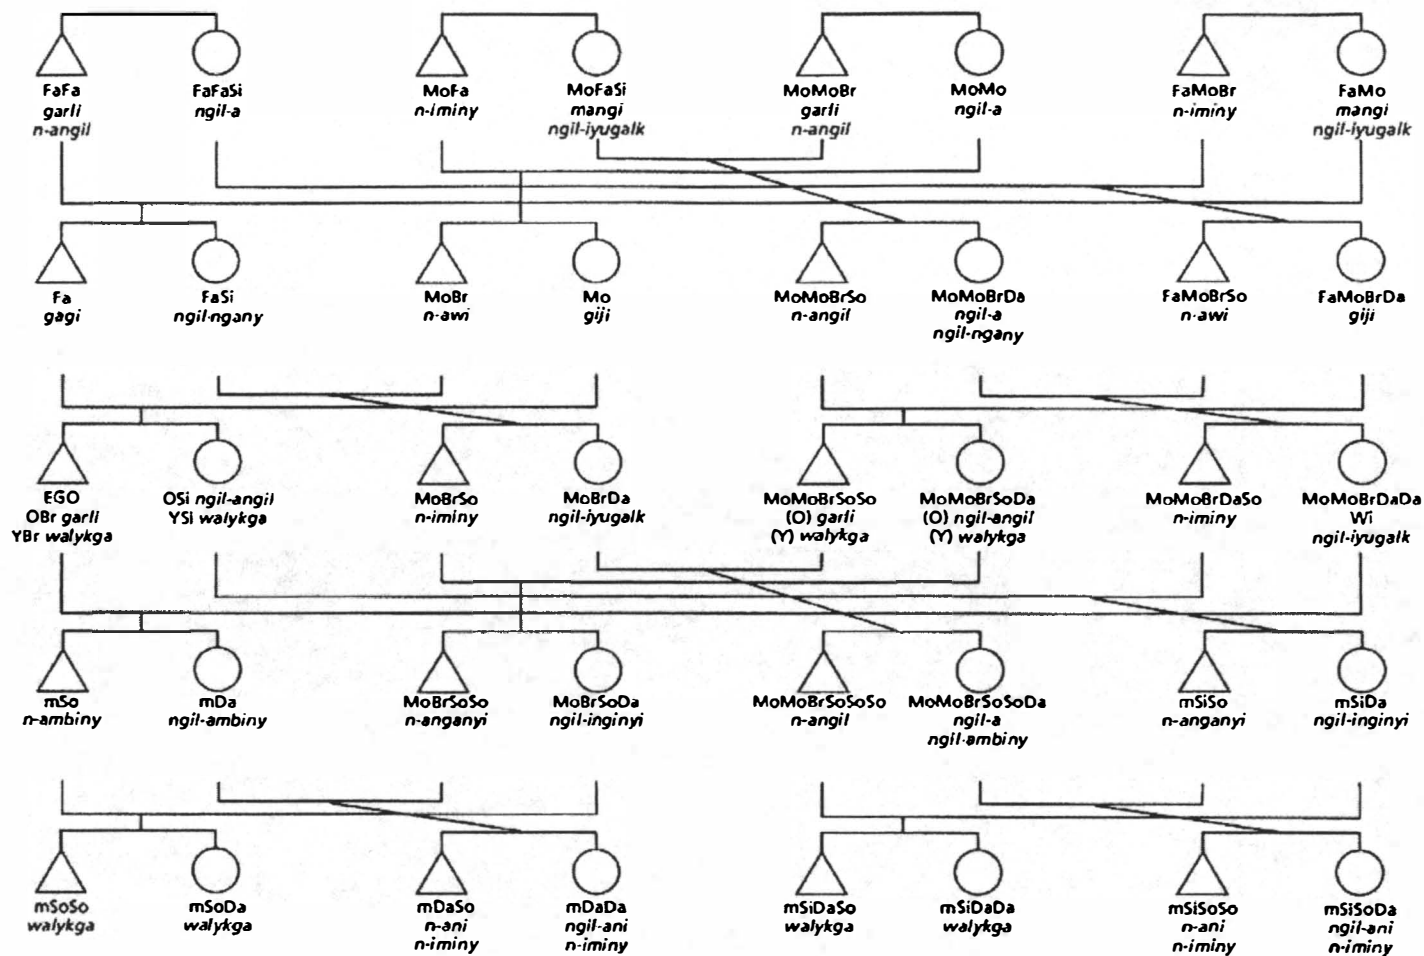 FaFa
garli
n-angil
FaFaSi
ngil-a
MoFa
n-iminy
MoFaSi
mangi
ngil-iyugalk
MoMoBr
garli
n-angil
MoMo
ngil-a
FaMoBr
n-iminy
FaMo
mangi
ngil-iyugalk
Fa
gagi
FaSi
ngil-ngany
MoBr
n-awi
Mo
giji
MoMoBrSo
n-angil
MoMoBrDa
ngil-a
ngil-ngany
FaMoBrSo
n-awi
FaMoBrDa
giji
EGO
OBr garli
YBr walykga
OSi ngil-angil
YSi walykga
MoBrSo
n-iminy
MoBrDa
ngil-iyugalk
MoMoBrSoSo
(O) garli
(Y) walykga
MoMoBrSoDa
(O) ngil-angil
(Y) walykga
MoMoBrDaSo
n-iminy
MoMoBrDaDa
Wi
ngil-iyugalk
mSo
n-ambiny
mDa
ngil-ambiny
MoBrSoSo
n-anganyi
MoBrSoDa
ngil-inginyi
MoMoBrSoSoSo
n-angil
MoMoBrSoSoDa
ngil-a
ngil-ambiny
mSiSo
n-anganyi
mSiDa
ngil-inginyi
mSoSo
walykga
mSoDa
walykga
mDaSo
n-ani
n-iminy
mDaDa
ngil-ani
n-iminy
mSiDaSo
walykga
mSiDaDa
walykga
mSiSoSo
n-ani
n-iminy
mSiSoDa
ngil-ani
n-iminy